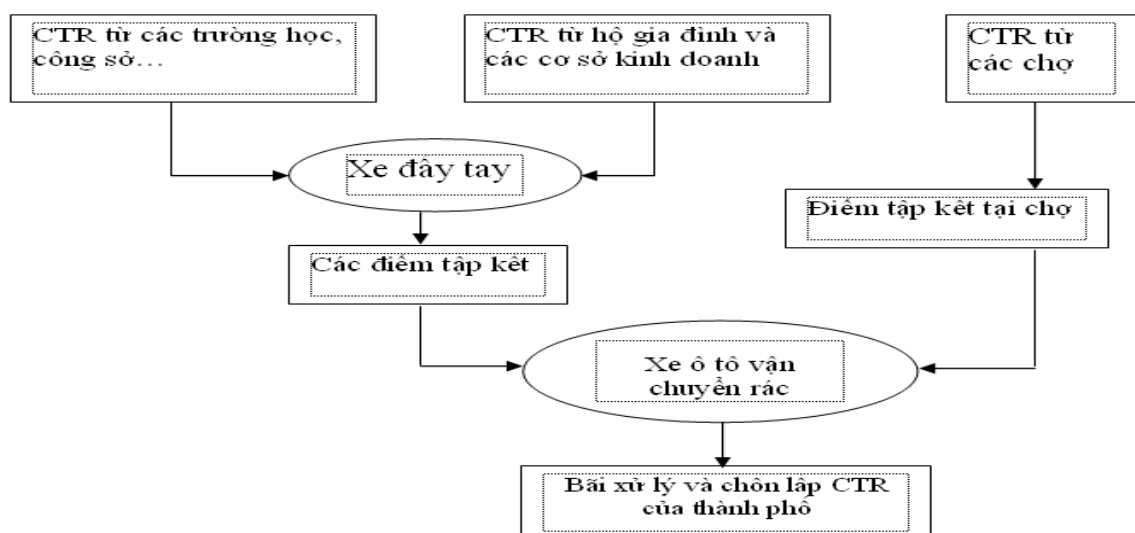 CTR từ các trường học,
công sở…
CTR từ hộ gia đình và
các cơ sở kinh doanh
CTR từ
các chợ
Xe đẩy tay
Điểm tập kết tại chợ
Các điểm tập kết
Xe ô tô vận
chuyển rác
Bãi xử lý và chôn lấp CTR
của thành phố